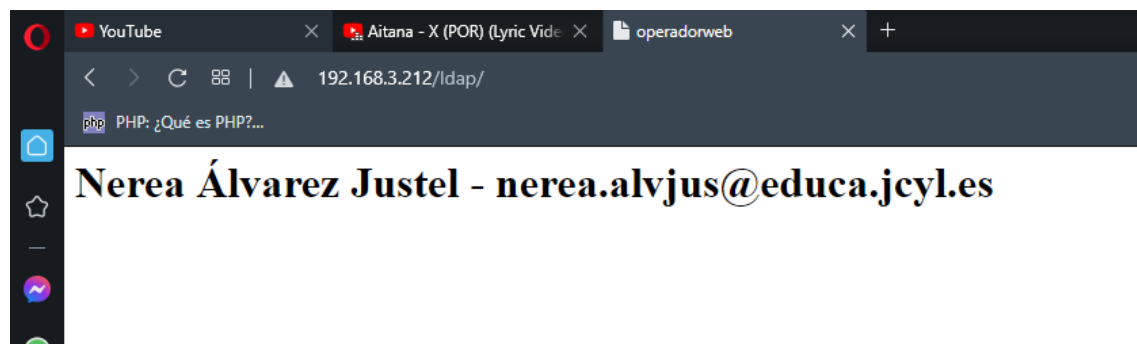 YouTube
Aitana - X (POR) (Lyric Vide
operadorweb
192.168.3.212/ldap/
php PHP: ¿Qué es PHP?...
Nerea Álvarez Justel - nerea.alvjus@educa.jcyl.es